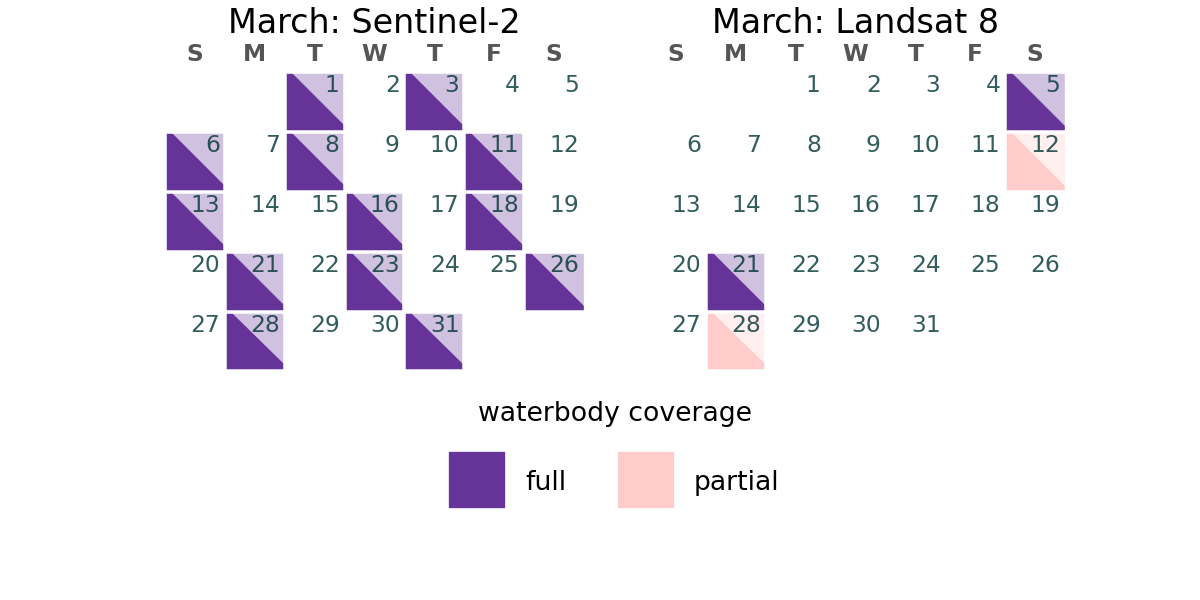 March: Sentinel-2
S M T W T F S
1 2 3 4 5
6 7 8 9 10 11 12
13 14 15 16 17 18 19
20 21 22 23 24 25 26
27 28 29 30 31
March: Landsat 8
S M T W T F S
1 2 3 4 5
6 7 8 9 10 11 12
13 14 15 16 17 18 19
20 21 22 23 24 25 26
27 28 29 30 31
waterbody coverage
full partial